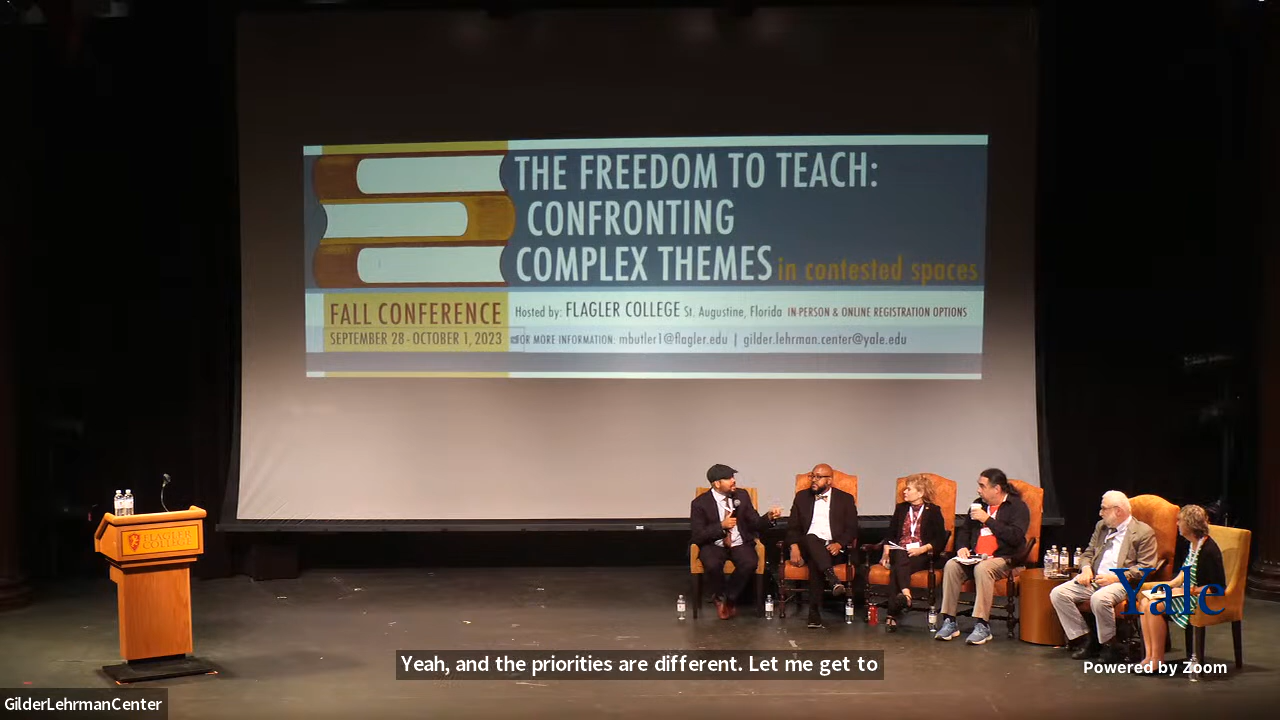 THE FREEDOM TO TEACH:
CONFRONTING
COMPLEX THEMES in contested spaces
FALL CONFERENCE
SEPTEMBER 28 - OCTOBER 1, 2023
Hosted by: FLAGLER COLLEGE St. Augustine, Florida IN-PERSON & ONLINE REGISTRATION OPTIONS
FOR MORE INFORMATION: mbutler1@flagler.edu | gilder.lehrman.center@yale.edu
FLAGLER
COLLEGE
Yale
Yeah, and the priorities are different. Let me get to
Powered by Zoom
GilderLehrmanCenter